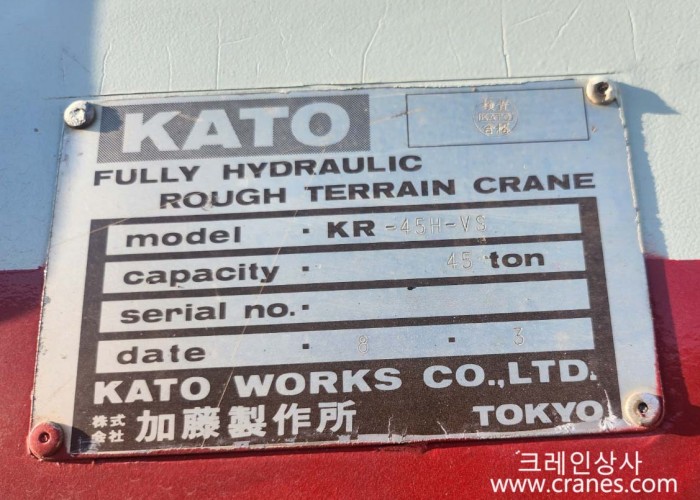 KATO
FULLY HYDRAULIC
ROUGH TERRAIN CRANE
model · KR -45H-VS
capacity · 45 ton
serial no. ·
date · 8 · 3
KATO WORKS CO.,LTD.
株式会社 加藤製作所 TOKYO
크레인상사
www.cranes.com